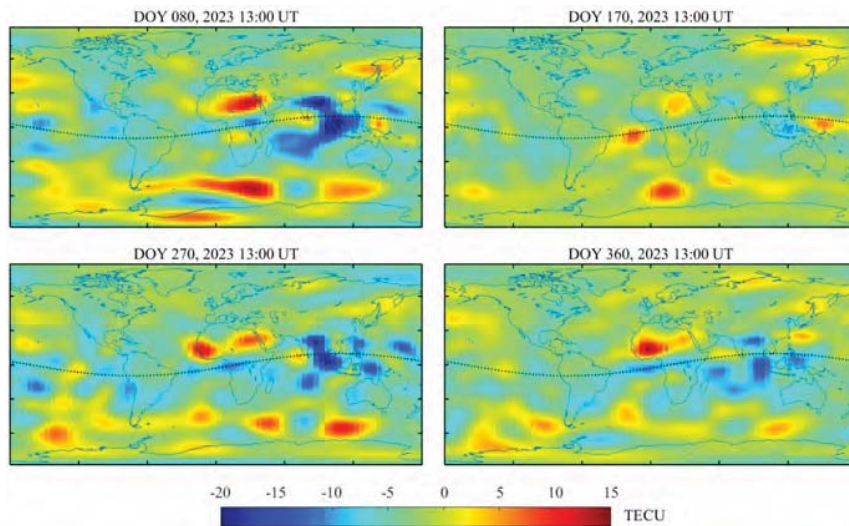 DOY 080, 2023 13:00 UT
DOY 170, 2023 13:00 UT
DOY 270, 2023 13:00 UT
DOY 360, 2023 13:00 UT
-20 -15 -10 -5 0 5 10 15
TECU